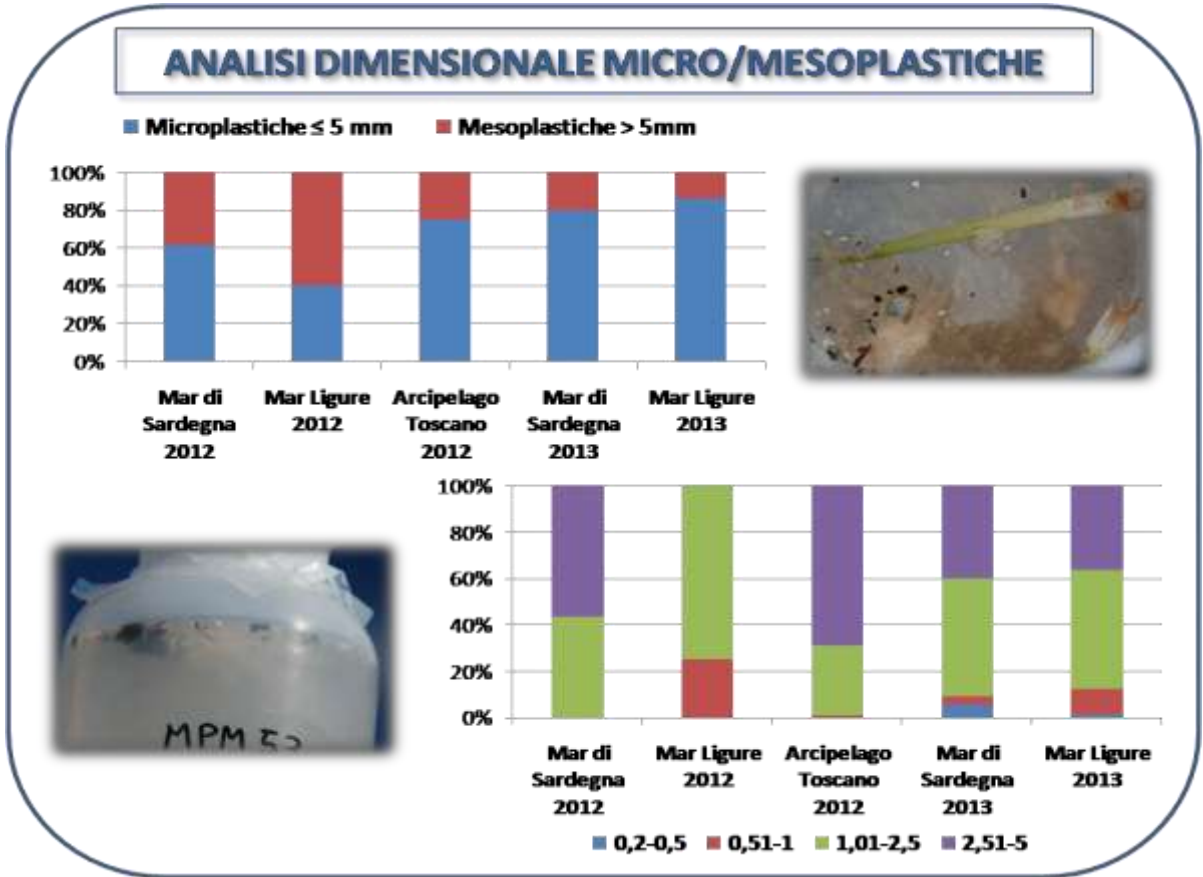 ANALISI DIMENSIONALE MICRO/MESOPLASTICHE
Microplastiche ≤ 5 mm Mesoplastiche > 5mm
100%
80%
60%
40%
20%
0%
Mar di Sardegna 2012
Mar Ligure 2012
Arcipelago Toscano 2012
Mar di Sardegna 2013
Mar Ligure 2013
100%
80%
60%
40%
20%
0%
MPM 52
Mar di Sardegna 2012
Mar Ligure 2012
Arcipelago Toscano 2012
Mar di Sardegna 2013
Mar Ligure 2013
0,2-0,5 0,51-1 1,01-2,5 2,51-5